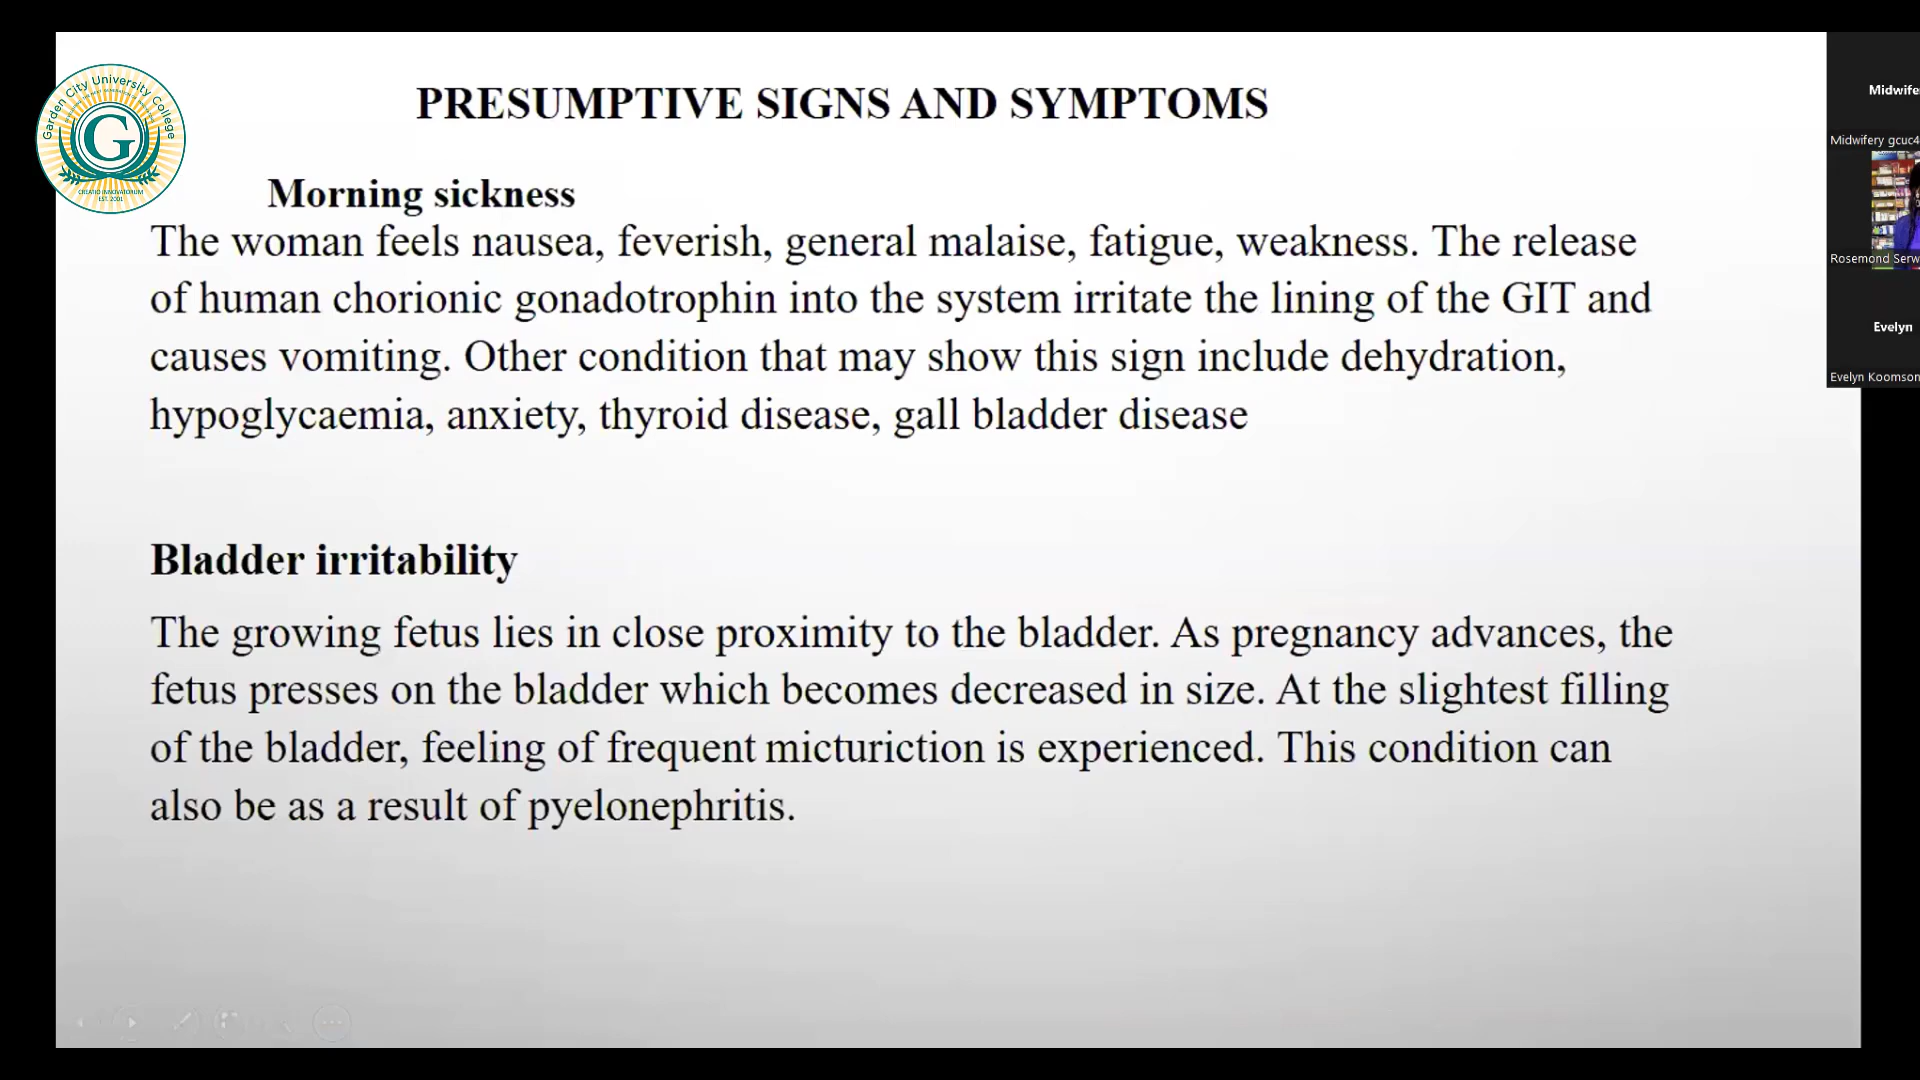 Garden City University College
G
CREATIO INNOVATORUM
EST. 2001
PRESUMPTIVE SIGNS AND SYMPTOMS
Morning sickness
The woman feels nausea, feverish, general malaise, fatigue, weakness. The release
of human chorionic gonadotrophin into the system irritate the lining of the GIT and
causes vomiting. Other condition that may show this sign include dehydration,
hypoglycaemia, anxiety, thyroid disease, gall bladder disease
Bladder irritability
The growing fetus lies in close proximity to the bladder. As pregnancy advances, the
fetus presses on the bladder which becomes decreased in size. At the slightest filling
of the bladder, feeling of frequent micturiction is experienced. This condition can
also be as a result of pyelonephritis.
Midwife
Midwifery gcuc4
Rosemond Serw
Evelyn
Evelyn Koomson